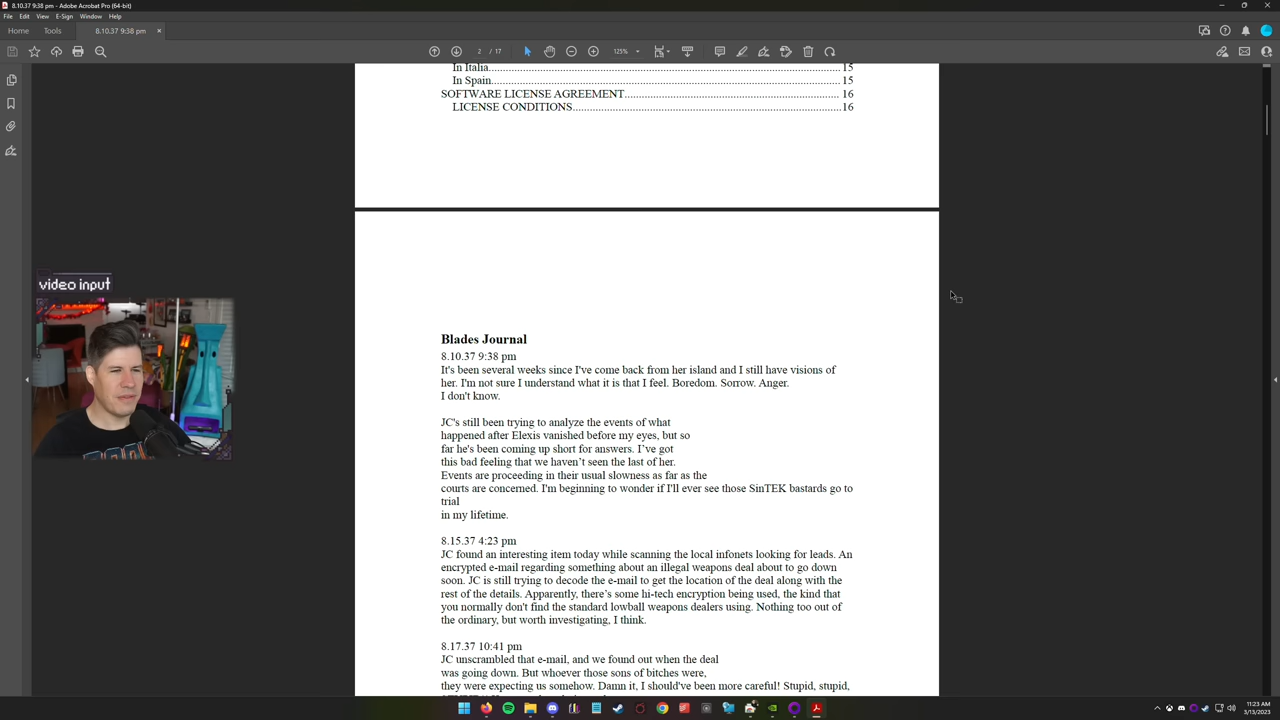 8.10.37 9:38 pm - Adobe Acrobat Pro (64-bit)
File Edit View E-Sign Window Help
Home Tools 8.10.37 9:38 pm ×
2 / 17 125%
In Italia 15
In Spain 15
SOFTWARE LICENSE AGREEMENT 16
LICENSE CONDITIONS 16
video input
Blades Journal
8.10.37 9:38 pm
It's been several weeks since I've come back from her island and I still have visions of
her. I'm not sure I understand what it is that I feel. Boredom. Sorrow. Anger.
I don't know.
JC's still been trying to analyze the events of what
happened after Elexis vanished before my eyes, but so
far he's been coming up short for answers. I've got
this bad feeling that we haven't seen the last of her.
Events are proceeding in their usual slowness as far as the
courts are concerned. I'm beginning to wonder if I'll ever see those SinTEK bastards go to
trial
in my lifetime.
8.15.37 4:23 pm
JC found an interesting item today while scanning the local infonets looking for leads. An
encrypted e-mail regarding something about an illegal weapons deal about to go down
soon. JC is still trying to decode the e-mail to get the location of the deal along with the
rest of the details. Apparently, there's some hi-tech encryption being used, the kind that
you normally don't find the standard lowball weapons dealers using. Nothing too out of
the ordinary, but worth investigating, I think.
8.17.37 10:41 pm
JC unscrambled that e-mail, and we found out when the deal
was going down. But whoever those sons of bitches were,
they were expecting us somehow. Damn it, I should've been more careful! Stupid, stupid,
11:23 AM
3/13/2023